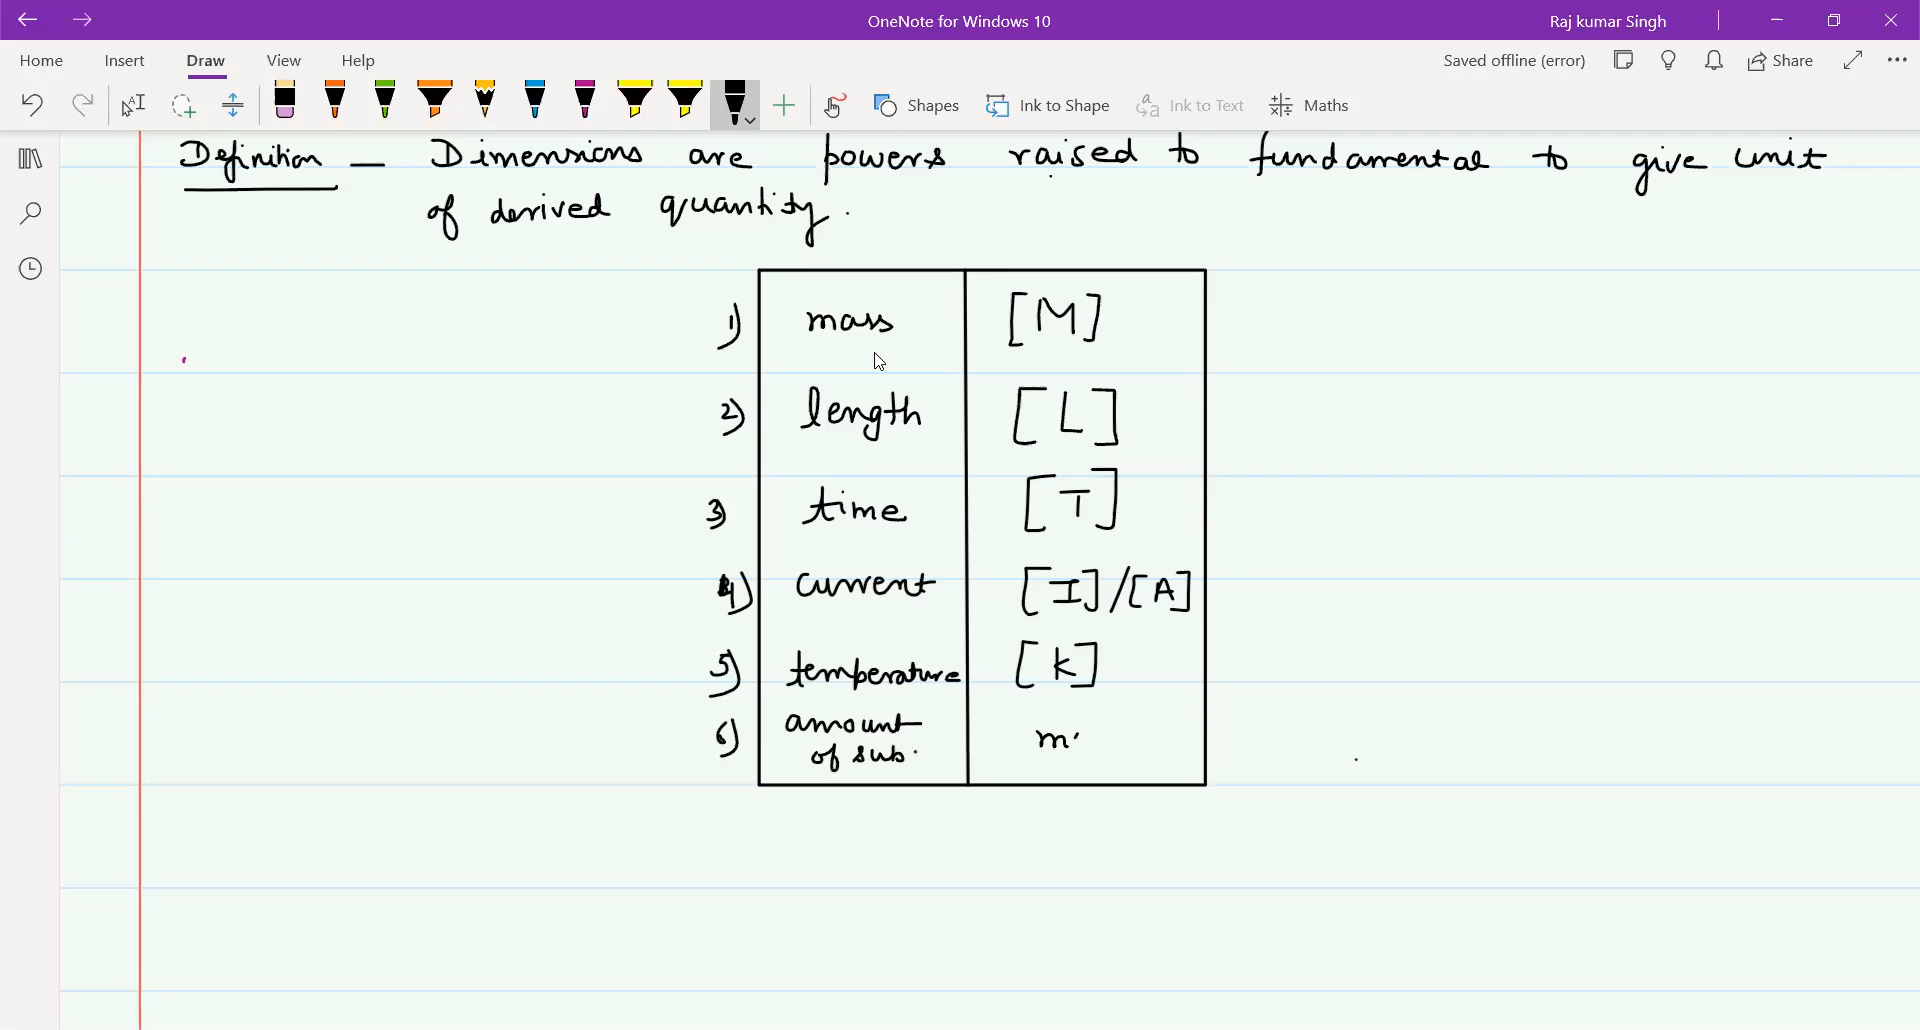 OneNote for Windows 10
Raj kumar Singh
Home Insert Draw View Help
Saved offline (error) Share
Shapes Ink to Shape Ink to Text Maths
Definition — Dimensions are powers raised to fundamental to give unit
of derived quantity.
1) mass [M]
2) length [L]
3) time [T]
4) current [I]/[A]
5) temperature [K]
6) amount
of sub. m